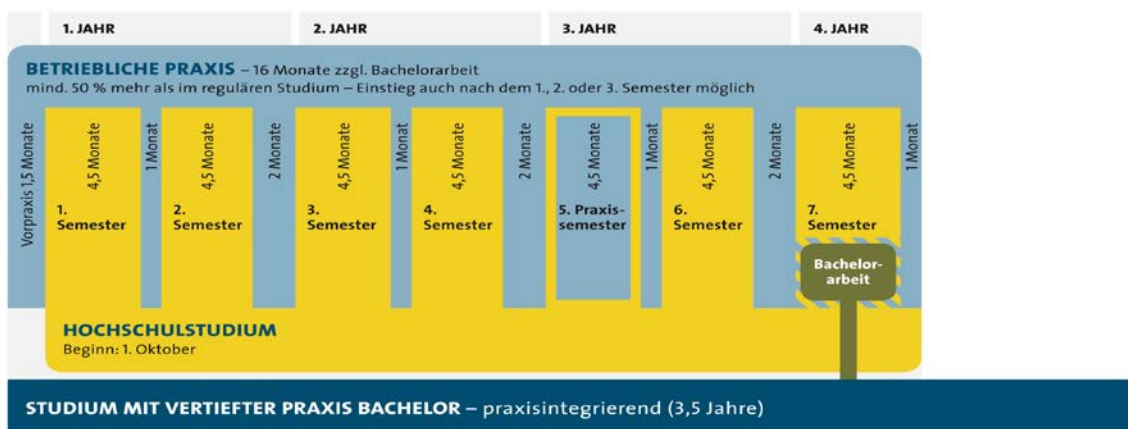 1. JAHR
2. JAHR
3. JAHR
4. JAHR
BETRIEBLICHE PRAXIS – 16 Monate zzgl. Bachelorarbeit
mind. 50 % mehr als im regulären Studium – Einstieg auch nach dem 1., 2. oder 3. Semester möglich
Vorpraxis 1,5 Monate
4,5 Monate
1.
Semester
1 Monat
4,5 Monate
2.
Semester
2 Monate
4,5 Monate
3.
Semester
1 Monat
4,5 Monate
4.
Semester
2 Monate
4,5 Monate
5. Praxis-
semester
1 Monat
4,5 Monate
6.
Semester
2 Monate
4,5 Monate
7.
Semester
Bachelor-
arbeit
1 Monat
HOCHSCHULSTUDIUM
Beginn: 1. Oktober
STUDIUM MIT VERTIEFTER PRAXIS BACHELOR – praxisintegrierend (3,5 Jahre)